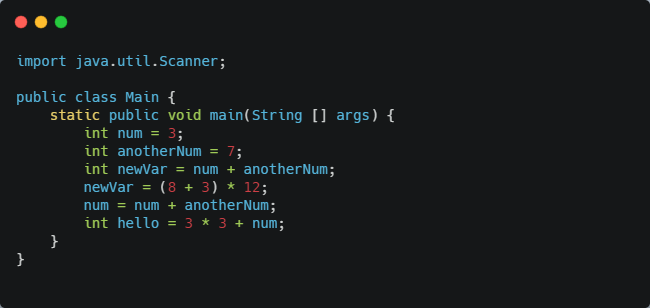 import java.util.Scanner;
public class Main {
    static public void main(String [] args) {
        int num = 3;
        int anotherNum = 7;
        int newVar = num + anotherNum;
        newVar = (8 + 3) * 12;
        num = num + anotherNum;
        int hello = 3 * 3 + num;
    }
}